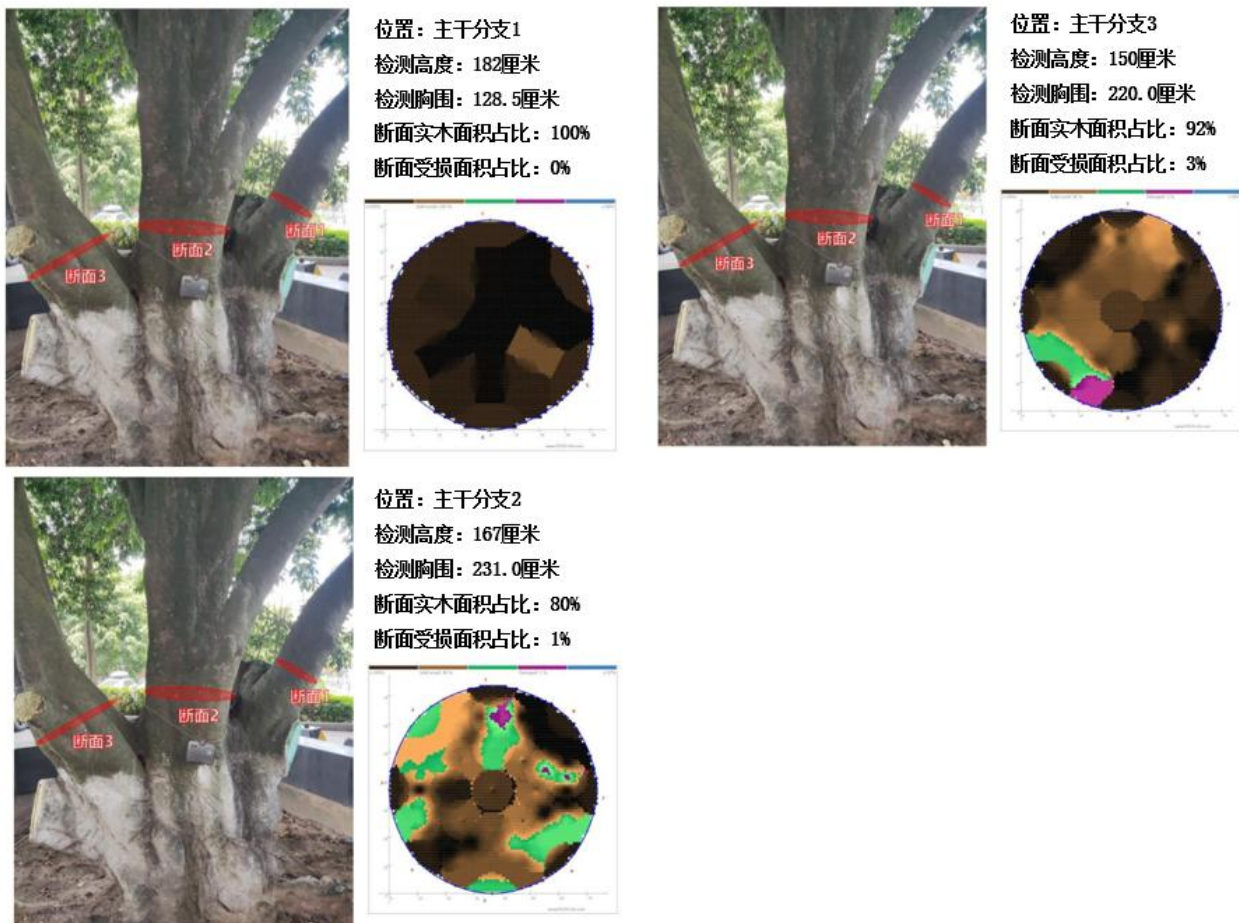 位置：主干分支1
检测高度：182厘米
检测胸围：128.5厘米
断面实木面积占比：100%
断面受损面积占比：0%
断面1
断面2
断面3
位置：主干分支3
检测高度：150厘米
检测胸围：220.0厘米
断面实木面积占比：92%
断面受损面积占比：3%
断面1
断面2
断面3
位置：主干分支2
检测高度：167厘米
检测胸围：231.0厘米
断面实木面积占比：80%
断面受损面积占比：1%
断面1
断面2
断面3